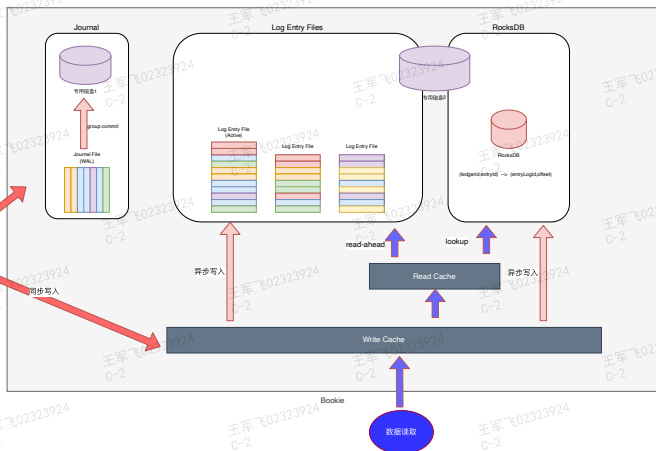 Journal
Log Entry Files
RocksDB
专用磁盘1
专用磁盘2
group commit
Journal File
(WAL)
Log Entry File
(Active)
Log Entry File
Log Entry File
RocksDB
(ledgerId,entryId) --> (entryLogId,offset)
read-ahead
lookup
异步写入
Read Cache
异步写入
同步写入
Write Cache
Bookie
数据读取
王军飞02323924
C-2